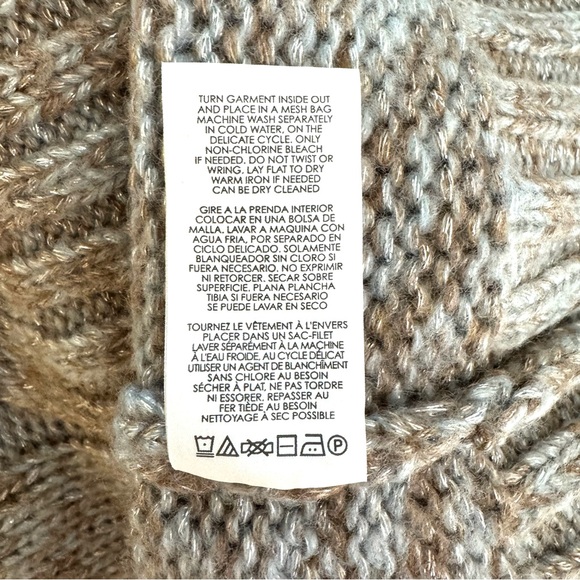 TURN GARMENT INSIDE OUT
AND PLACE IN A MESH BAG
MACHINE WASH SEPARATELY
IN COLD WATER, ON THE
DELICATE CYCLE. ONLY
NON-CHLORINE BLEACH
IF NEEDED. DO NOT TWIST OR
WRING. LAY FLAT TO DRY
WARM IRON IF NEEDED
CAN BE DRY CLEANED
GIRE A LA PRENDA INTERIOR
COLOCAR EN UNA BOLSA DE
MALLA. LAVAR A MAQUINA CON
AGUA FRIA, POR SEPARADO EN
CICLO DELICADO. SOLAMENTE
BLANQUEADOR SIN CLORO SI
FUERA NECESARIO. NO EXPRIMIR
NI RETORCER. SECAR SOBRE
SUPERFICIE. PLANA PLANCHA
TIBIA SI FUERA NECESARIO
SE PUEDE LAVAR EN SECO
TOURNEZ LE VÊTEMENT À L'ENVERS
PLACER DANS UN SAC-FILET
LAVER SÉPARÉMENT À LA MACHINE
À L'EAU FROIDE, AU CYCLE DÉLICAT
UTILISER UN AGENT DE BLANCHÎMENT
SANS CHLORE AU BESOIN
SÉCHER À PLAT, NE PAS TORDRE
NI ESSORER. REPASSER AU
FER TIÈDE AU BESOIN
NETTOYAGE À SEC POSSIBLE
P